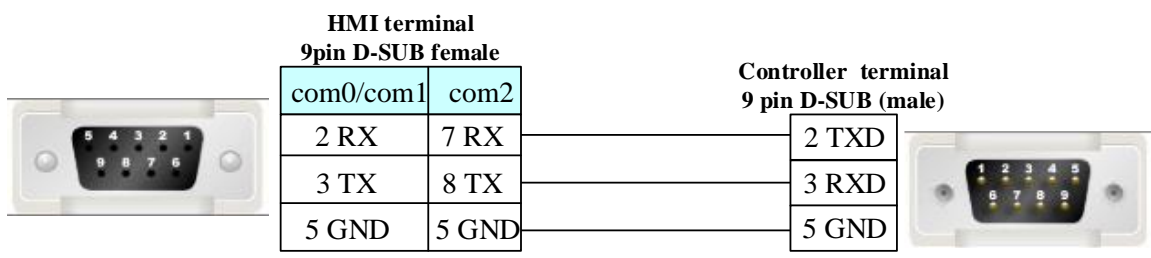 HMI terminal
9pin D-SUB female
com0/com1 com2
2 RX 7 RX
3 TX 8 TX
5 GND 5 GND
5 4 3 2 1
9 8 7 6
Controller terminal
9 pin D-SUB (male)
2 TXD
3 RXD
5 GND
1 2 3 4 5
6 7 8 9